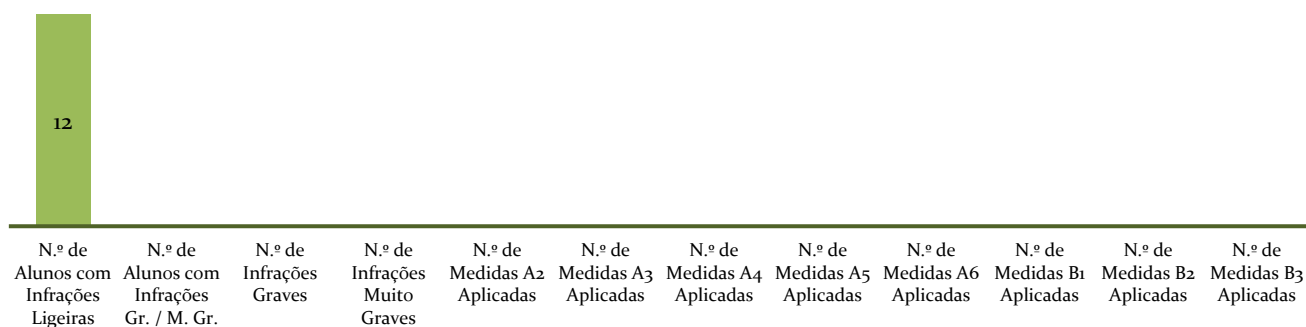 12
N.º de
Alunos com
Infrações
Ligeiras
N.º de
Alunos com
Infrações
Gr. / M. Gr.
N.º de
Infrações
Graves
N.º de
Infrações
Muito
Graves
N.º de
Medidas A2
Aplicadas
N.º de
Medidas A3
Aplicadas
N.º de
Medidas A4
Aplicadas
N.º de
Medidas A5
Aplicadas
N.º de
Medidas A6
Aplicadas
N.º de
Medidas B1
Aplicadas
N.º de
Medidas B2
Aplicadas
N.º de
Medidas B3
Aplicadas